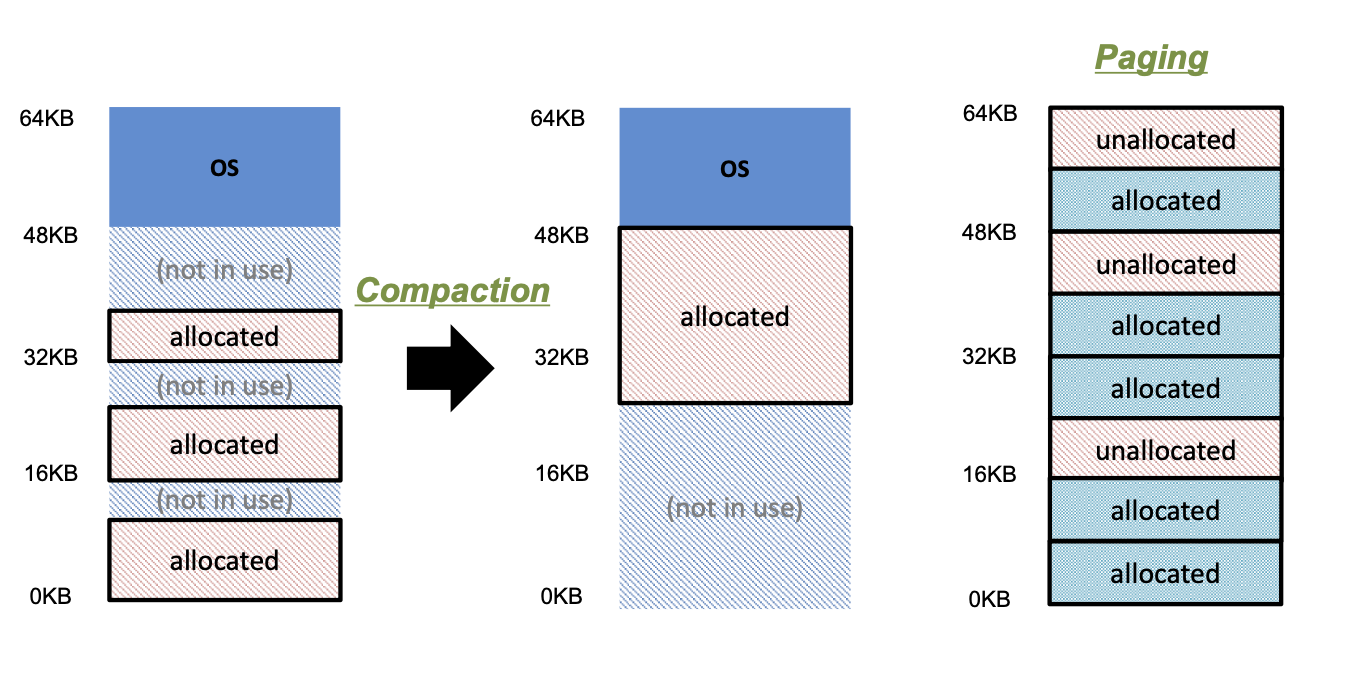 Paging
64KB
OS
48KB
(not in use)
allocated
32KB
(not in use)
allocated
16KB
(not in use)
allocated
0KB
Compaction
64KB
OS
48KB
allocated
32KB
16KB
(not in use)
0KB
64KB
unallocated
allocated
48KB
unallocated
allocated
32KB
allocated
unallocated
16KB
allocated
allocated
0KB